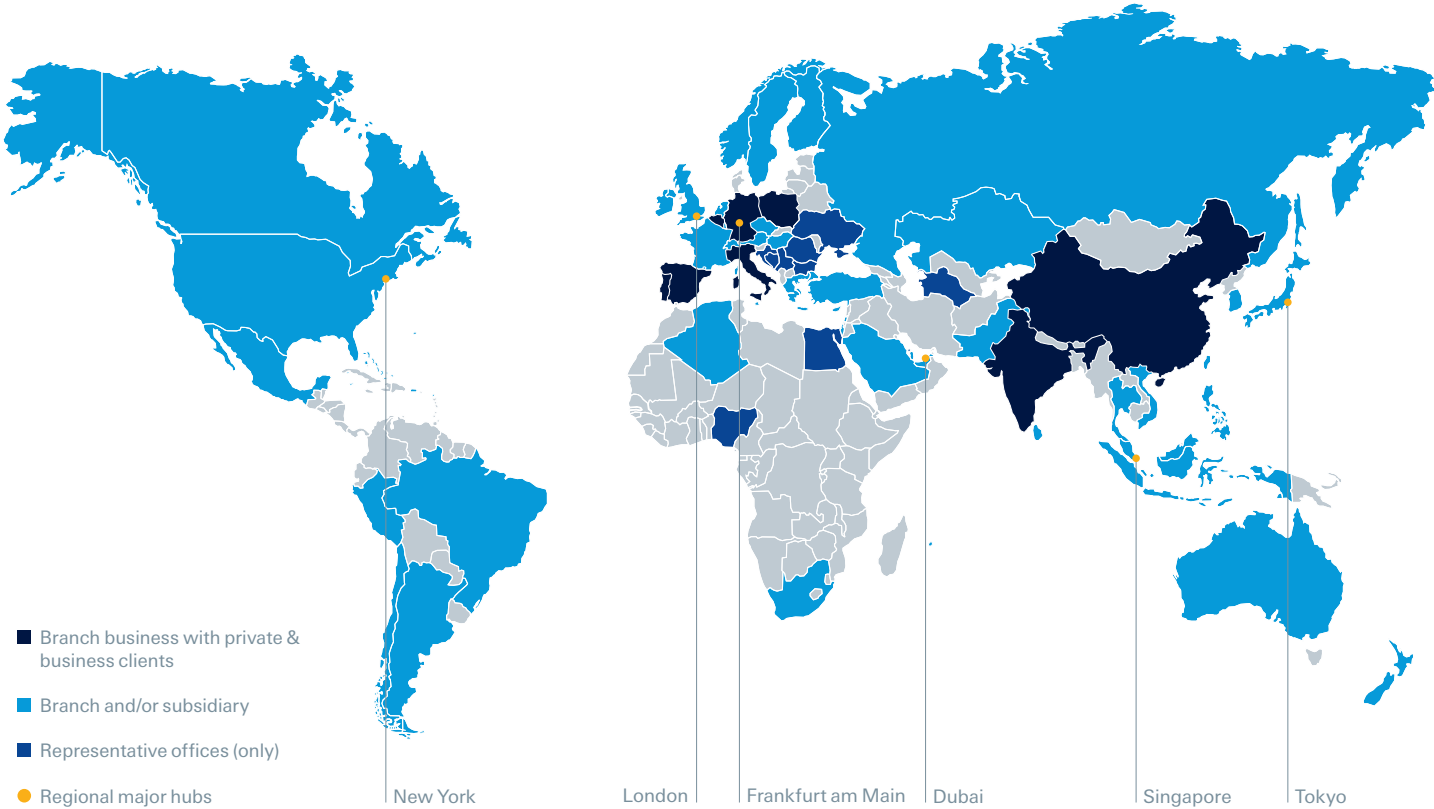 Branch business with private &
business clients
Branch and/or subsidiary
Representative offices (only)
Regional major hubs
New York
London
Frankfurt am Main
Dubai
Singapore
Tokyo